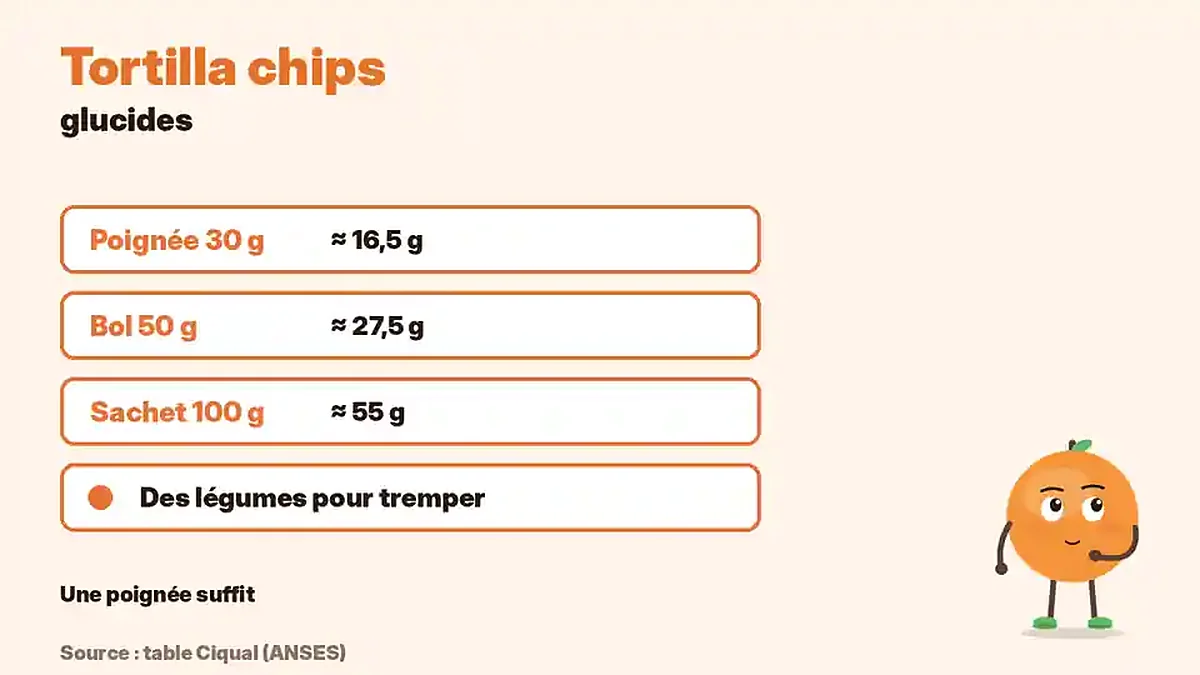 Tortilla chips
glucides
Poignée 30 g ≈ 16,5 g
Bol 50 g ≈ 27,5 g
Sachet 100 g ≈ 55 g
Des légumes pour tremper
Une poignée suffit
Source : table Ciqual (ANSES)